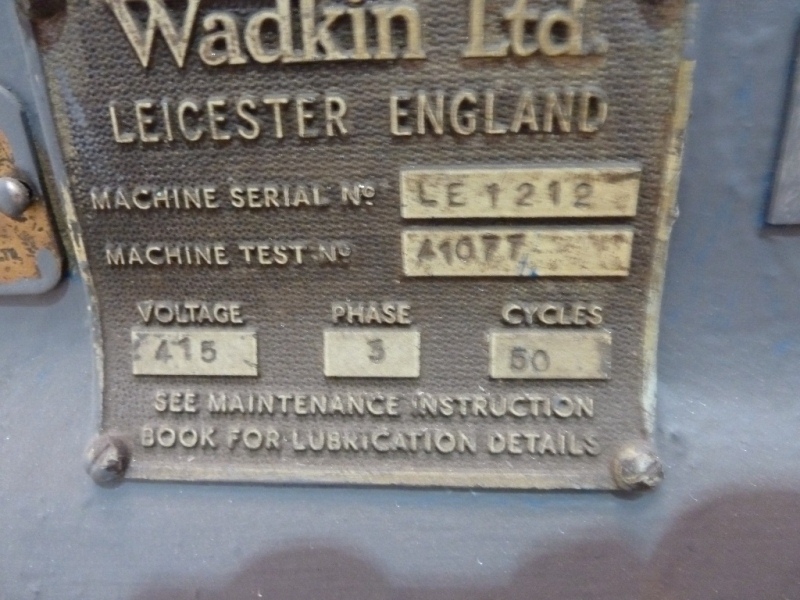 Wadkin Ltd.
LEICESTER ENGLAND
MACHINE SERIAL Nº LE 1212
MACHINE TEST Nº 41077
VOLTAGE PHASE CYCLES
415 3 50
SEE MAINTENANCE INSTRUCTION
BOOK FOR LUBRICATION DETAILS